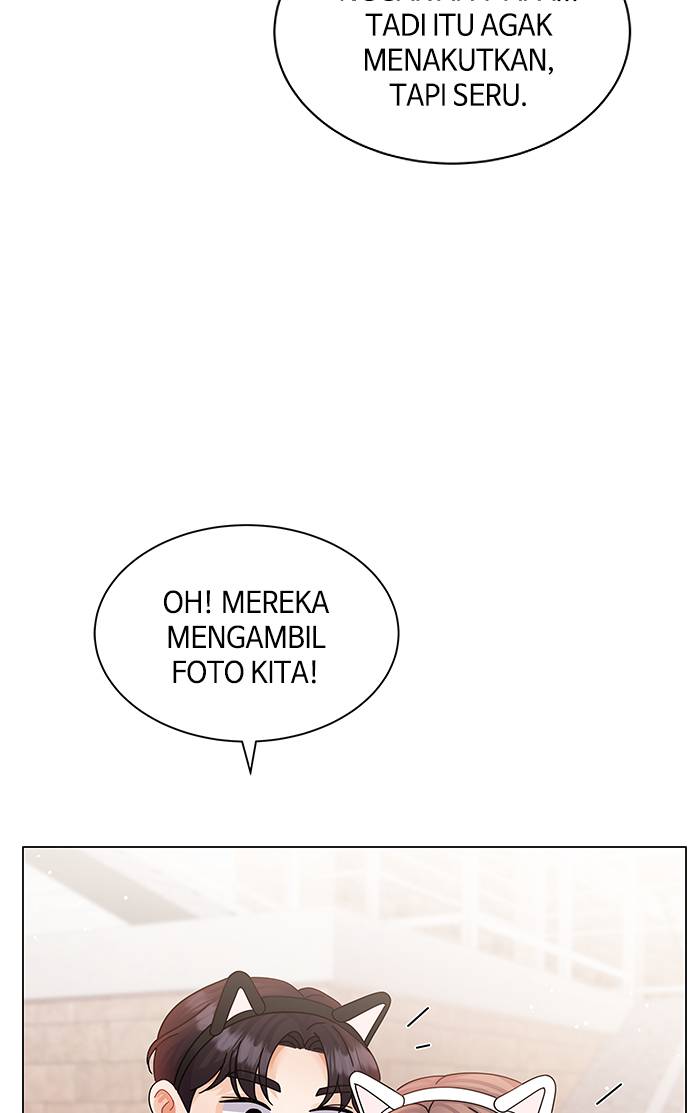 TADI ITU AGAK
MENAKUTKAN,
TAPI SERU.
OH! MEREKA
MENGAMBIL
FOTO KITA!